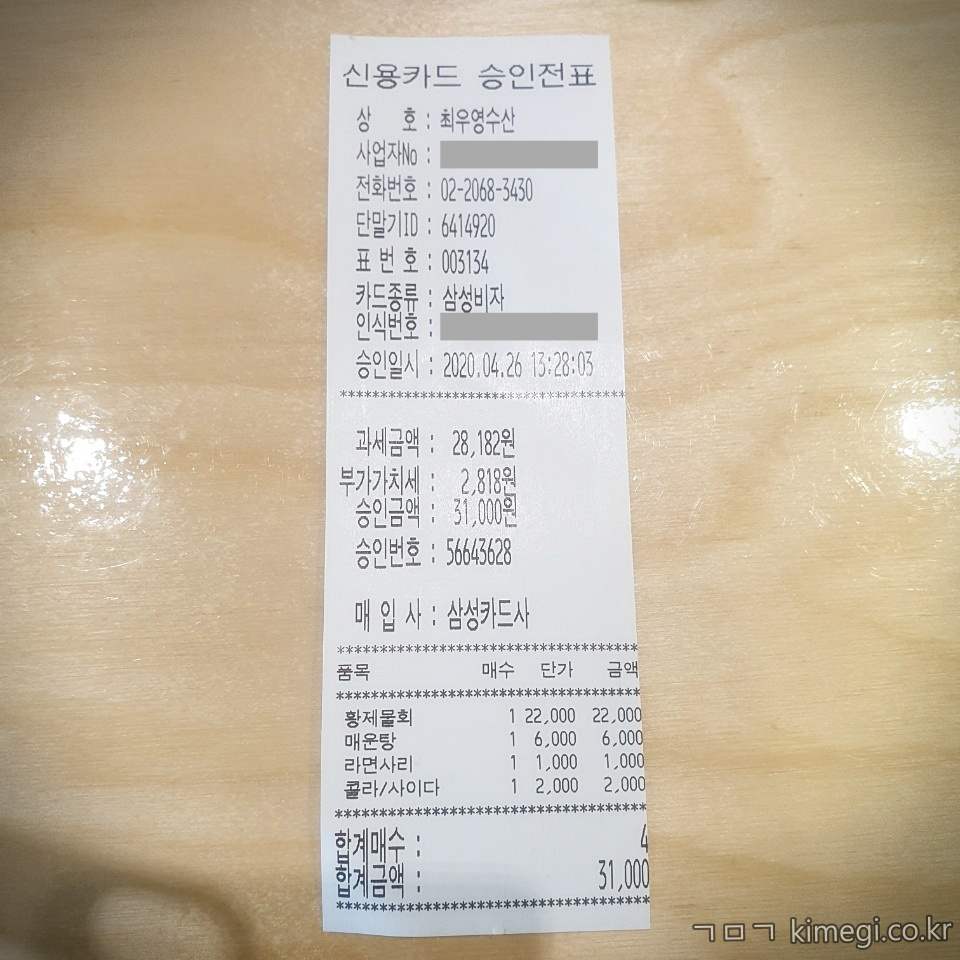 신용카드 승인전표
상 호 : 최우영수산
사업자No :
전화번호 : 02-2068-3430
단말기ID : 6414920
표 번 호 : 003134
카드종류 : 삼성비자
인식번호 :
승인일시 : 2020.04.26 13:28:03
****************************************
과세금액 : 28,182원
부가가치세 : 2,818원
승인금액 : 31,000원
승인번호 : 56643628
매 입 사 : 삼성카드사
****************************************
품목 매수 단가 금액
****************************************
황제물회 1 22,000 22,000
매운탕 1 6,000 6,000
라면사리 1 1,000 1,000
콜라/사이다 1 2,000 2,000
****************************************
합계매수 : 4
합계금액 : 31,000
****************************************
ㄱㅁㄱ kimegi.co.kr